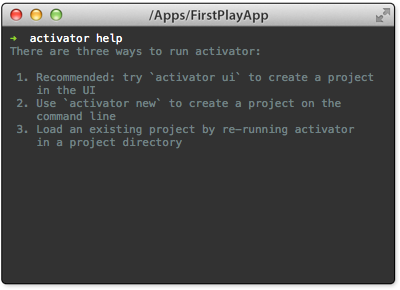 /Apps/FirstPlayApp
➜ activator help
There are three ways to run activator:
1. Recommended: try `activator ui` to create a project
in the UI
2. Use `activator new` to create a project on the
command line
3. Load an existing project by re-running activator
in a project directory